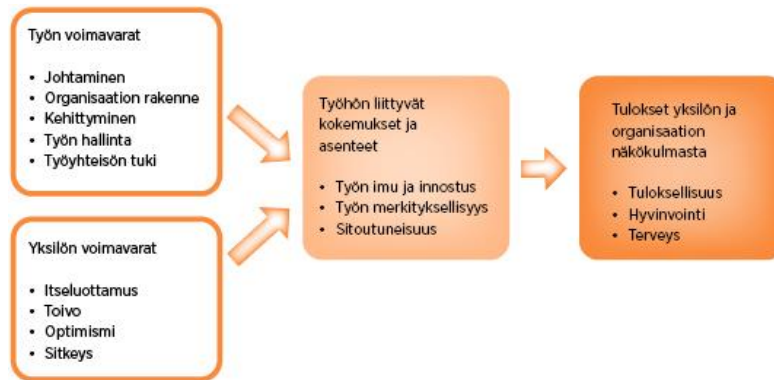 Työn voimavarat
• Johtaminen
• Organisaation rakenne
• Kehittyminen
• Työn hallinta
• Työyhteisön tuki
Yksilön voimavarat
• Itseluottamus
• Toivo
• Optimismi
• Sitkeys
Työhön liittyvät
kokemukset ja
asenteet
• Työn imu ja innostus
• Työn merkityksellisyys
• Sitoutuneisuus
Tulokset yksilön ja
organisaation
näkökulmasta
• Tuloksellisuus
• Hyvinvointi
• Terveys